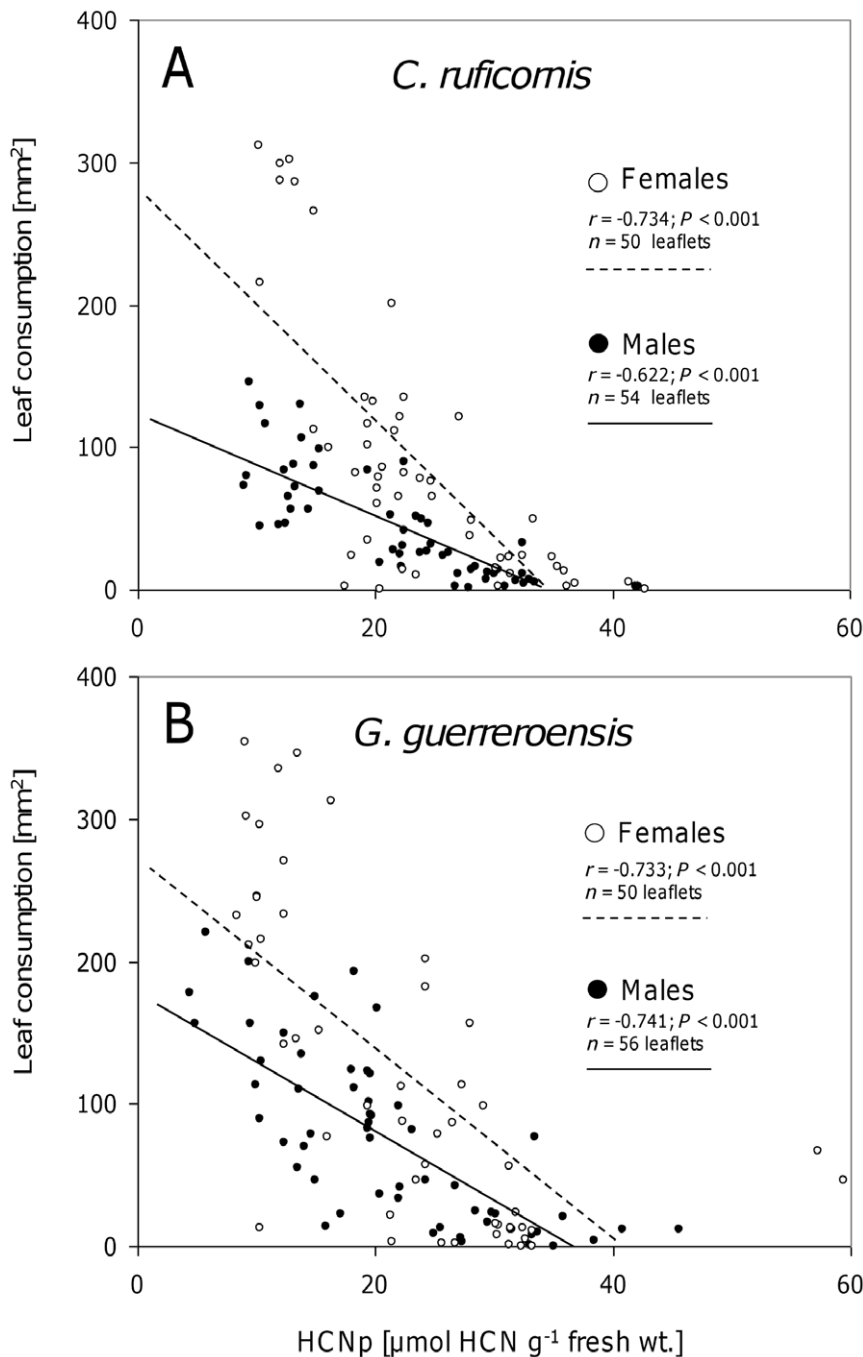 400
A
C. ruficornis
300
Females
r = -0.734; P < 0.001
n = 50 leaflets
200
Males
r = -0.622; P < 0.001
n = 54 leaflets
100
0
Leaf consumption [mm²]
0 20 40 60
400
B
G. guerreroensis
300
Females
r = -0.733; P < 0.001
n = 50 leaflets
200
Males
r = -0.741; P < 0.001
n = 56 leaflets
100
0
Leaf consumption [mm²]
0 20 40 60
HCNp [µmol HCN g⁻¹ fresh wt.]